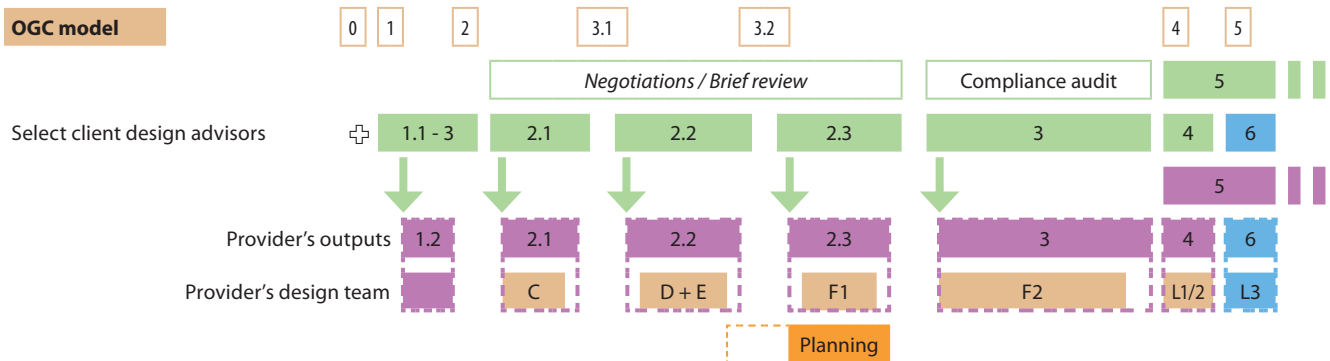 OGC model 0 1 2 3.1 3.2 4 5
Negotiations / Brief review Compliance audit 5
Select client design advisors 1.1 - 3 2.1 2.2 2.3 3 4 6
5
Provider's outputs 1.2 2.1 2.2 2.3 3 4 6
Provider's design team C D + E F1 F2 L1/2 L3
Planning